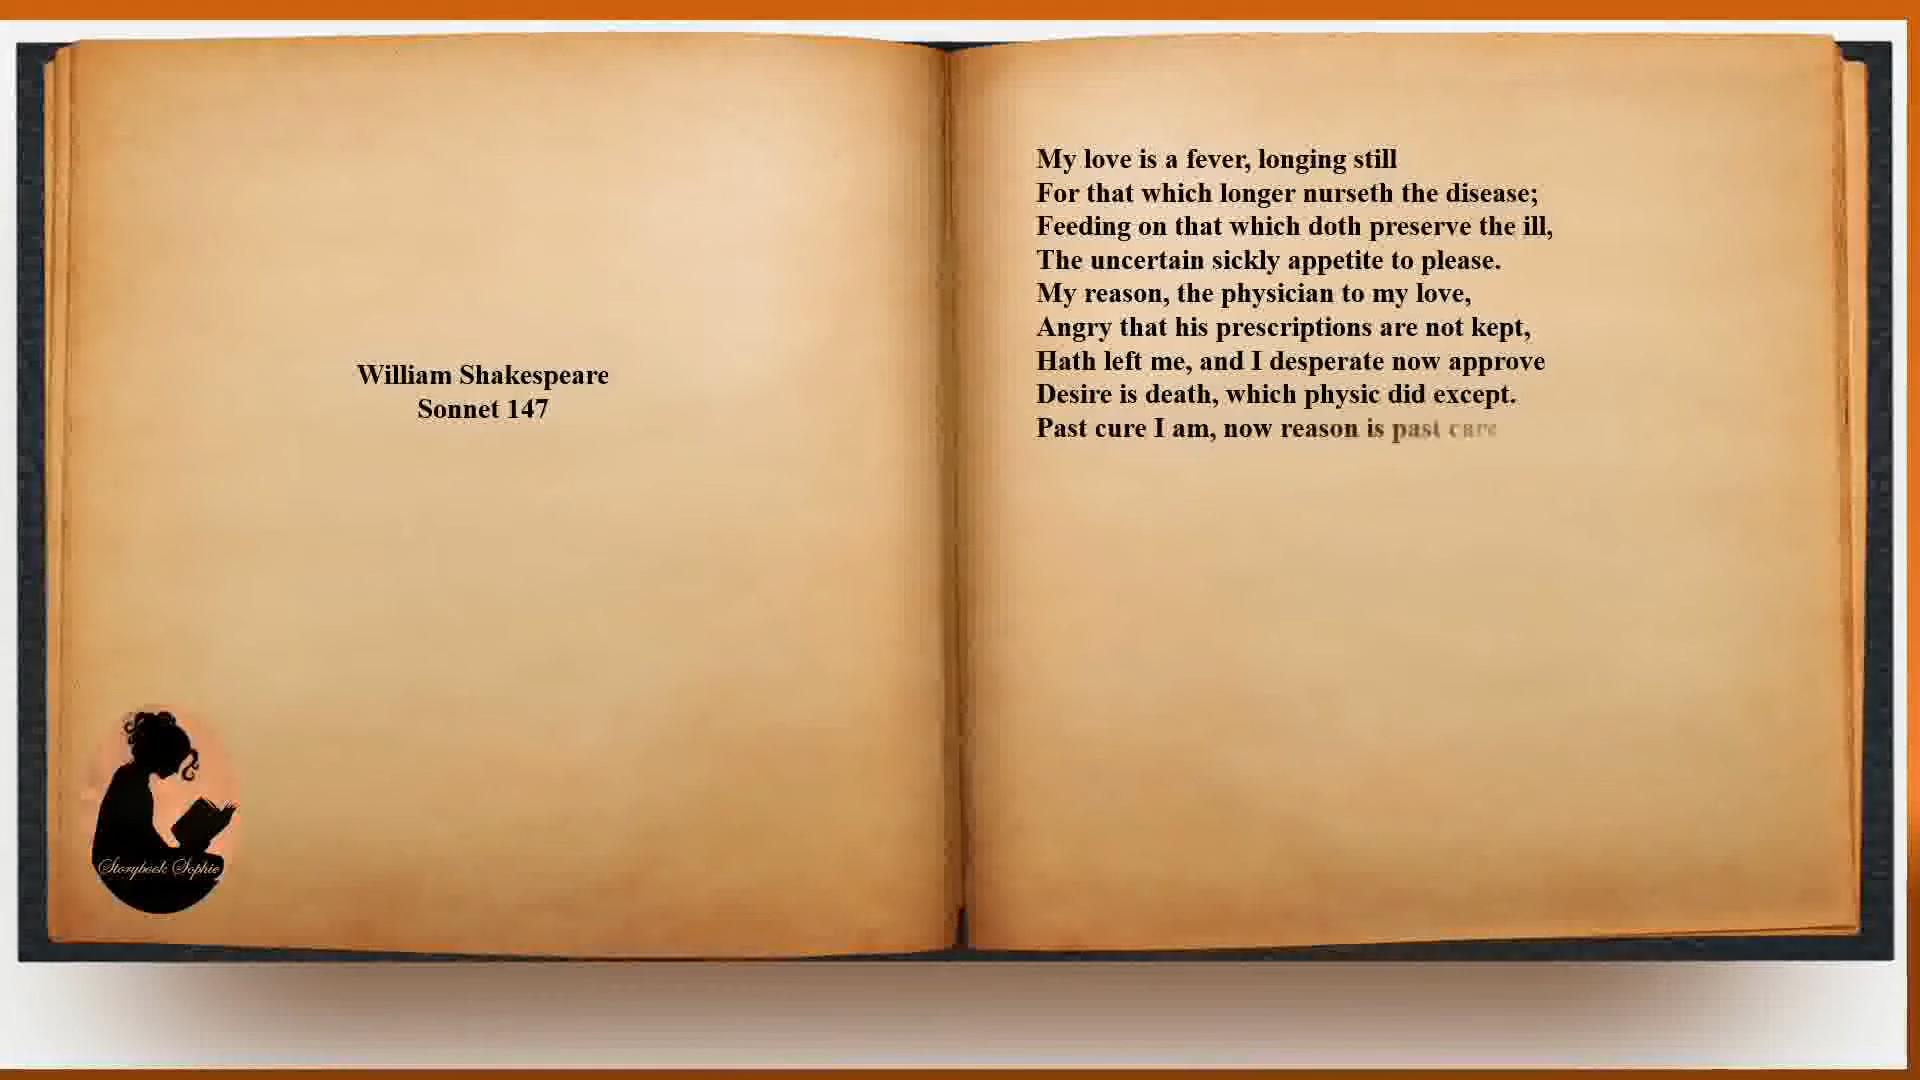 William Shakespeare
Sonnet 147
My love is a fever, longing still
For that which longer nurseth the disease;
Feeding on that which doth preserve the ill,
The uncertain sickly appetite to please.
My reason, the physician to my love,
Angry that his prescriptions are not kept,
Hath left me, and I desperate now approve
Desire is death, which physic did except.
Past cure I am, now reason is past care
Storybook Sophie